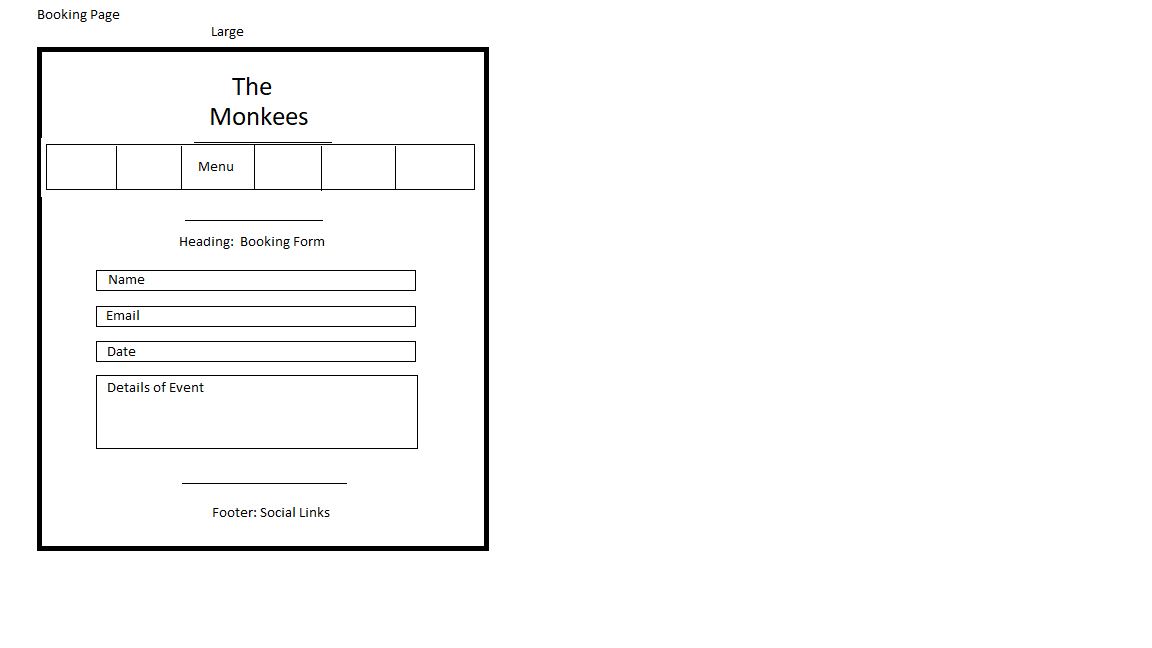 Booking Page
Large
The
Monkees
Menu
Heading:  Booking Form
Name
Email
Date
Details of Event
Footer: Social Links